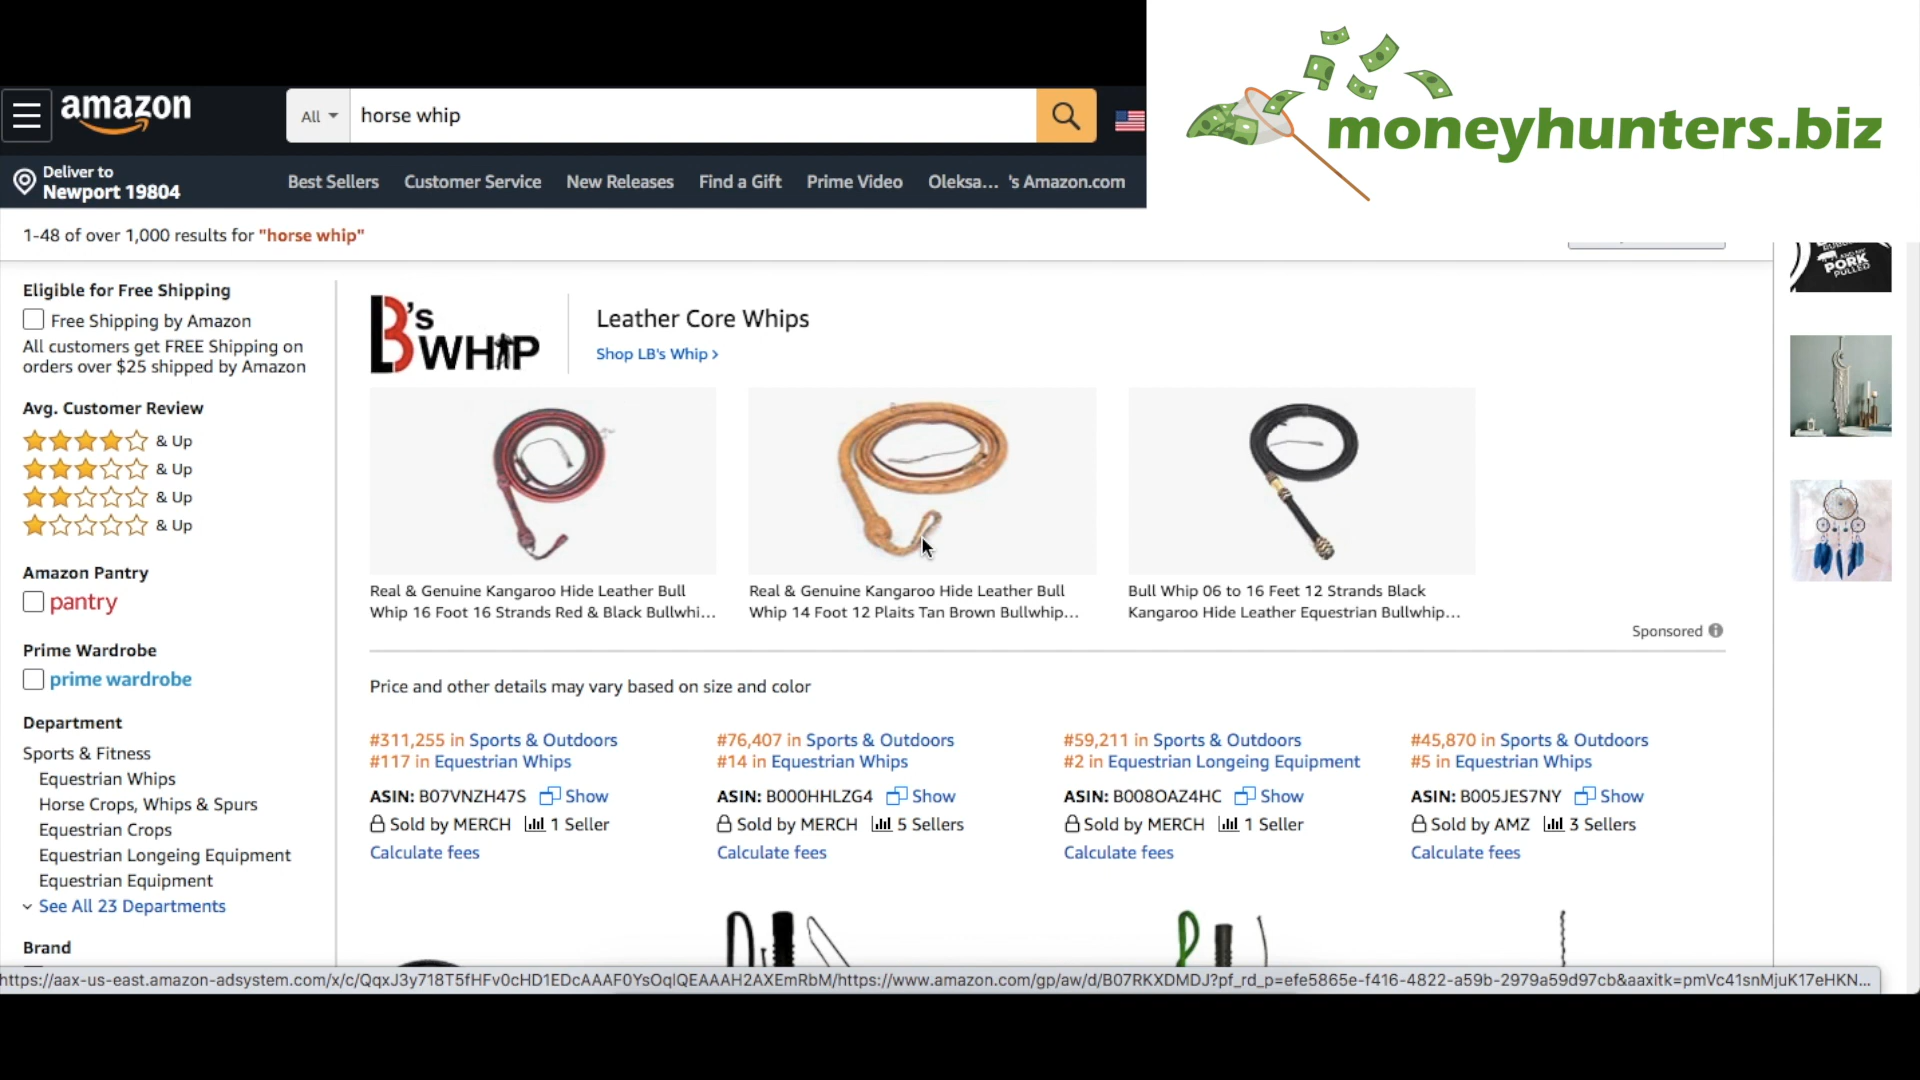 moneyhunters.biz
amazon
All
horse whip
Deliver to
Newport 19804
Best Sellers
Customer Service
New Releases
Find a Gift
Prime Video
Oleksa... 's Amazon.com
1-48 of over 1,000 results for "horse whip"
Eligible for Free Shipping
Free Shipping by Amazon
All customers get FREE Shipping on
orders over $25 shipped by Amazon
Avg. Customer Review
& Up
& Up
& Up
& Up
Amazon Pantry
pantry
Prime Wardrobe
prime wardrobe
Department
Sports & Fitness
Equestrian Whips
Horse Crops, Whips & Spurs
Equestrian Crops
Equestrian Longeing Equipment
Equestrian Equipment
See All 23 Departments
Brand
B's
WHIP
Leather Core Whips
Shop LB's Whip ›
Real & Genuine Kangaroo Hide Leather Bull
Whip 16 Foot 16 Strands Red & Black Bullwhi...
Real & Genuine Kangaroo Hide Leather Bull
Whip 14 Foot 12 Plaits Tan Brown Bullwhip...
Bull Whip 06 to 16 Feet 12 Strands Black
Kangaroo Hide Leather Equestrian Bullwhip...
Sponsored
Price and other details may vary based on size and color
#311,255 in Sports & Outdoors
#117 in Equestrian Whips
ASIN: B07VNZH47S Show
Sold by MERCH 1 Seller
Calculate fees
#76,407 in Sports & Outdoors
#14 in Equestrian Whips
ASIN: B000HHLZG4 Show
Sold by MERCH 5 Sellers
Calculate fees
#59,211 in Sports & Outdoors
#2 in Equestrian Longeing Equipment
ASIN: B008OAZ4HC Show
Sold by MERCH 1 Seller
Calculate fees
#45,870 in Sports & Outdoors
#5 in Equestrian Whips
ASIN: B005JES7NY Show
Sold by AMZ 3 Sellers
Calculate fees
PORK
PULLED
https://aax-us-east.amazon-adsystem.com/x/c/QqxJ3y718T5fHFv0cHD1EDcAAAF0YsOqIQEAAAH2AXEmRbM/https://www.amazon.com/gp/aw/d/B07RKXDMDJ?pf_rd_p=efe5865e-f416-4822-a59b-2979a59d97cb&aaxitk=pmVc41snMjuK17eHKN...